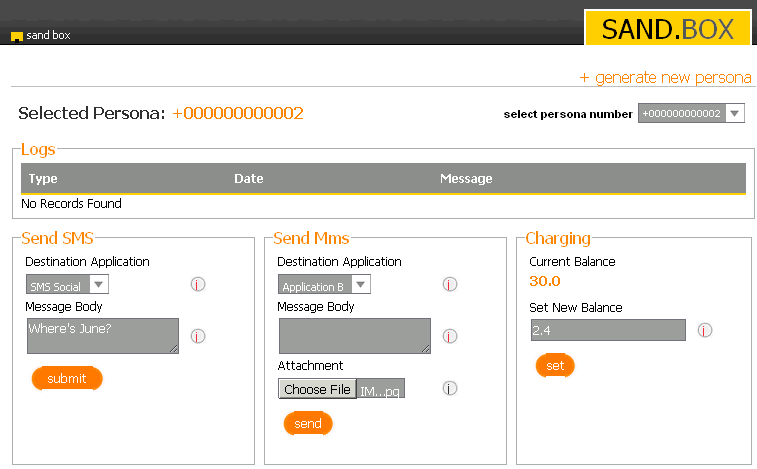 sand box
SAND.BOX
+ generate new persona
Selected Persona: +000000000002
select persona number +000000000002
Logs
Type Date Message
No Records Found
Send SMS
Destination Application
SMS Social
Message Body
Where's June?
submit
Send Mms
Destination Application
Application B
Message Body
Attachment
Choose File IM...pg
send
Charging
Current Balance
30.0
Set New Balance
2.4
set